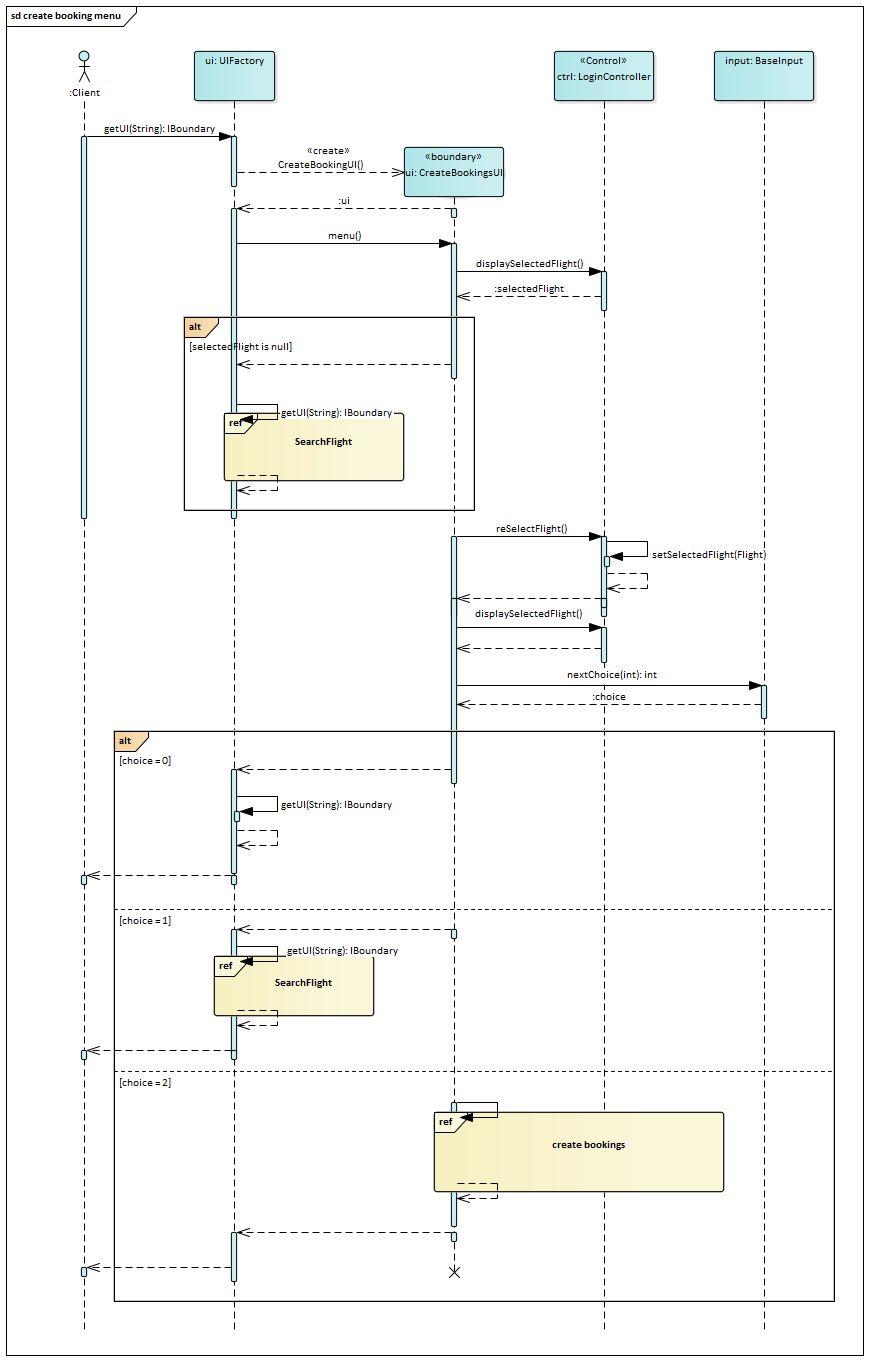 sd create booking menu
ui: UIFactory
«Control»
ctrl: LoginController
input: BaseInput
:Client
getUI(String): IBoundary
«create»
CreateBookingUI()
«boundary»
ui: CreateBookingsUI
:ui
menu()
displaySelectedFlight()
:selectedFlight
alt
[selectedFlight is null]
getUI(String): IBoundary
ref
SearchFlight
reSelectFlight()
setSelectedFlight(Flight)
displaySelectedFlight()
nextChoice(int): int
:choice
alt
[choice = 0]
getUI(String): IBoundary
[choice = 1]
getUI(String): IBoundary
ref
SearchFlight
[choice = 2]
ref
create bookings